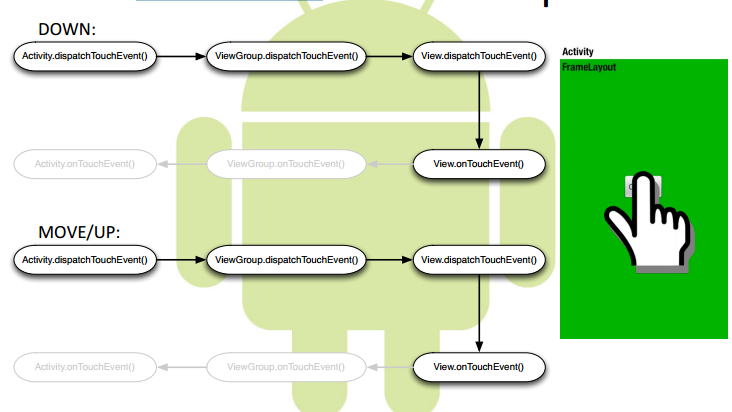 DOWN:
Activity.dispatchTouchEvent()
ViewGroup.dispatchTouchEvent()
View.dispatchTouchEvent()
Activity.onTouchEvent()
ViewGroup.onTouchEvent()
View.onTouchEvent()
MOVE/UP:
Activity.dispatchTouchEvent()
ViewGroup.dispatchTouchEvent()
View.dispatchTouchEvent()
Activity.onTouchEvent()
ViewGroup.onTouchEvent()
View.onTouchEvent()
Activity
FrameLayout